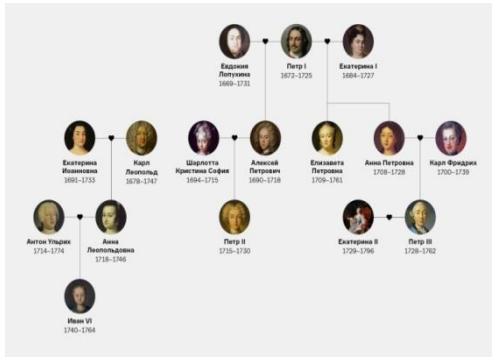 Евдокия Лопухина
1669–1731
Петр I
1672–1725
Екатерина I
1684–1727
Екатерина Иоанновна
1691–1733
Карл Леопольд
1678–1747
Шарлотта Кристина София
1694–1715
Алексей Петрович
1690–1718
Елизавета Петровна
1709–1761
Анна Петровна
1708–1728
Карл Фридрих
1700–1739
Антон Ульрих
1714–1774
Анна Леопольдовна
1718–1746
Петр II
1715–1730
Екатерина II
1729–1796
Петр III
1728–1762
Иван VI
1740–1764